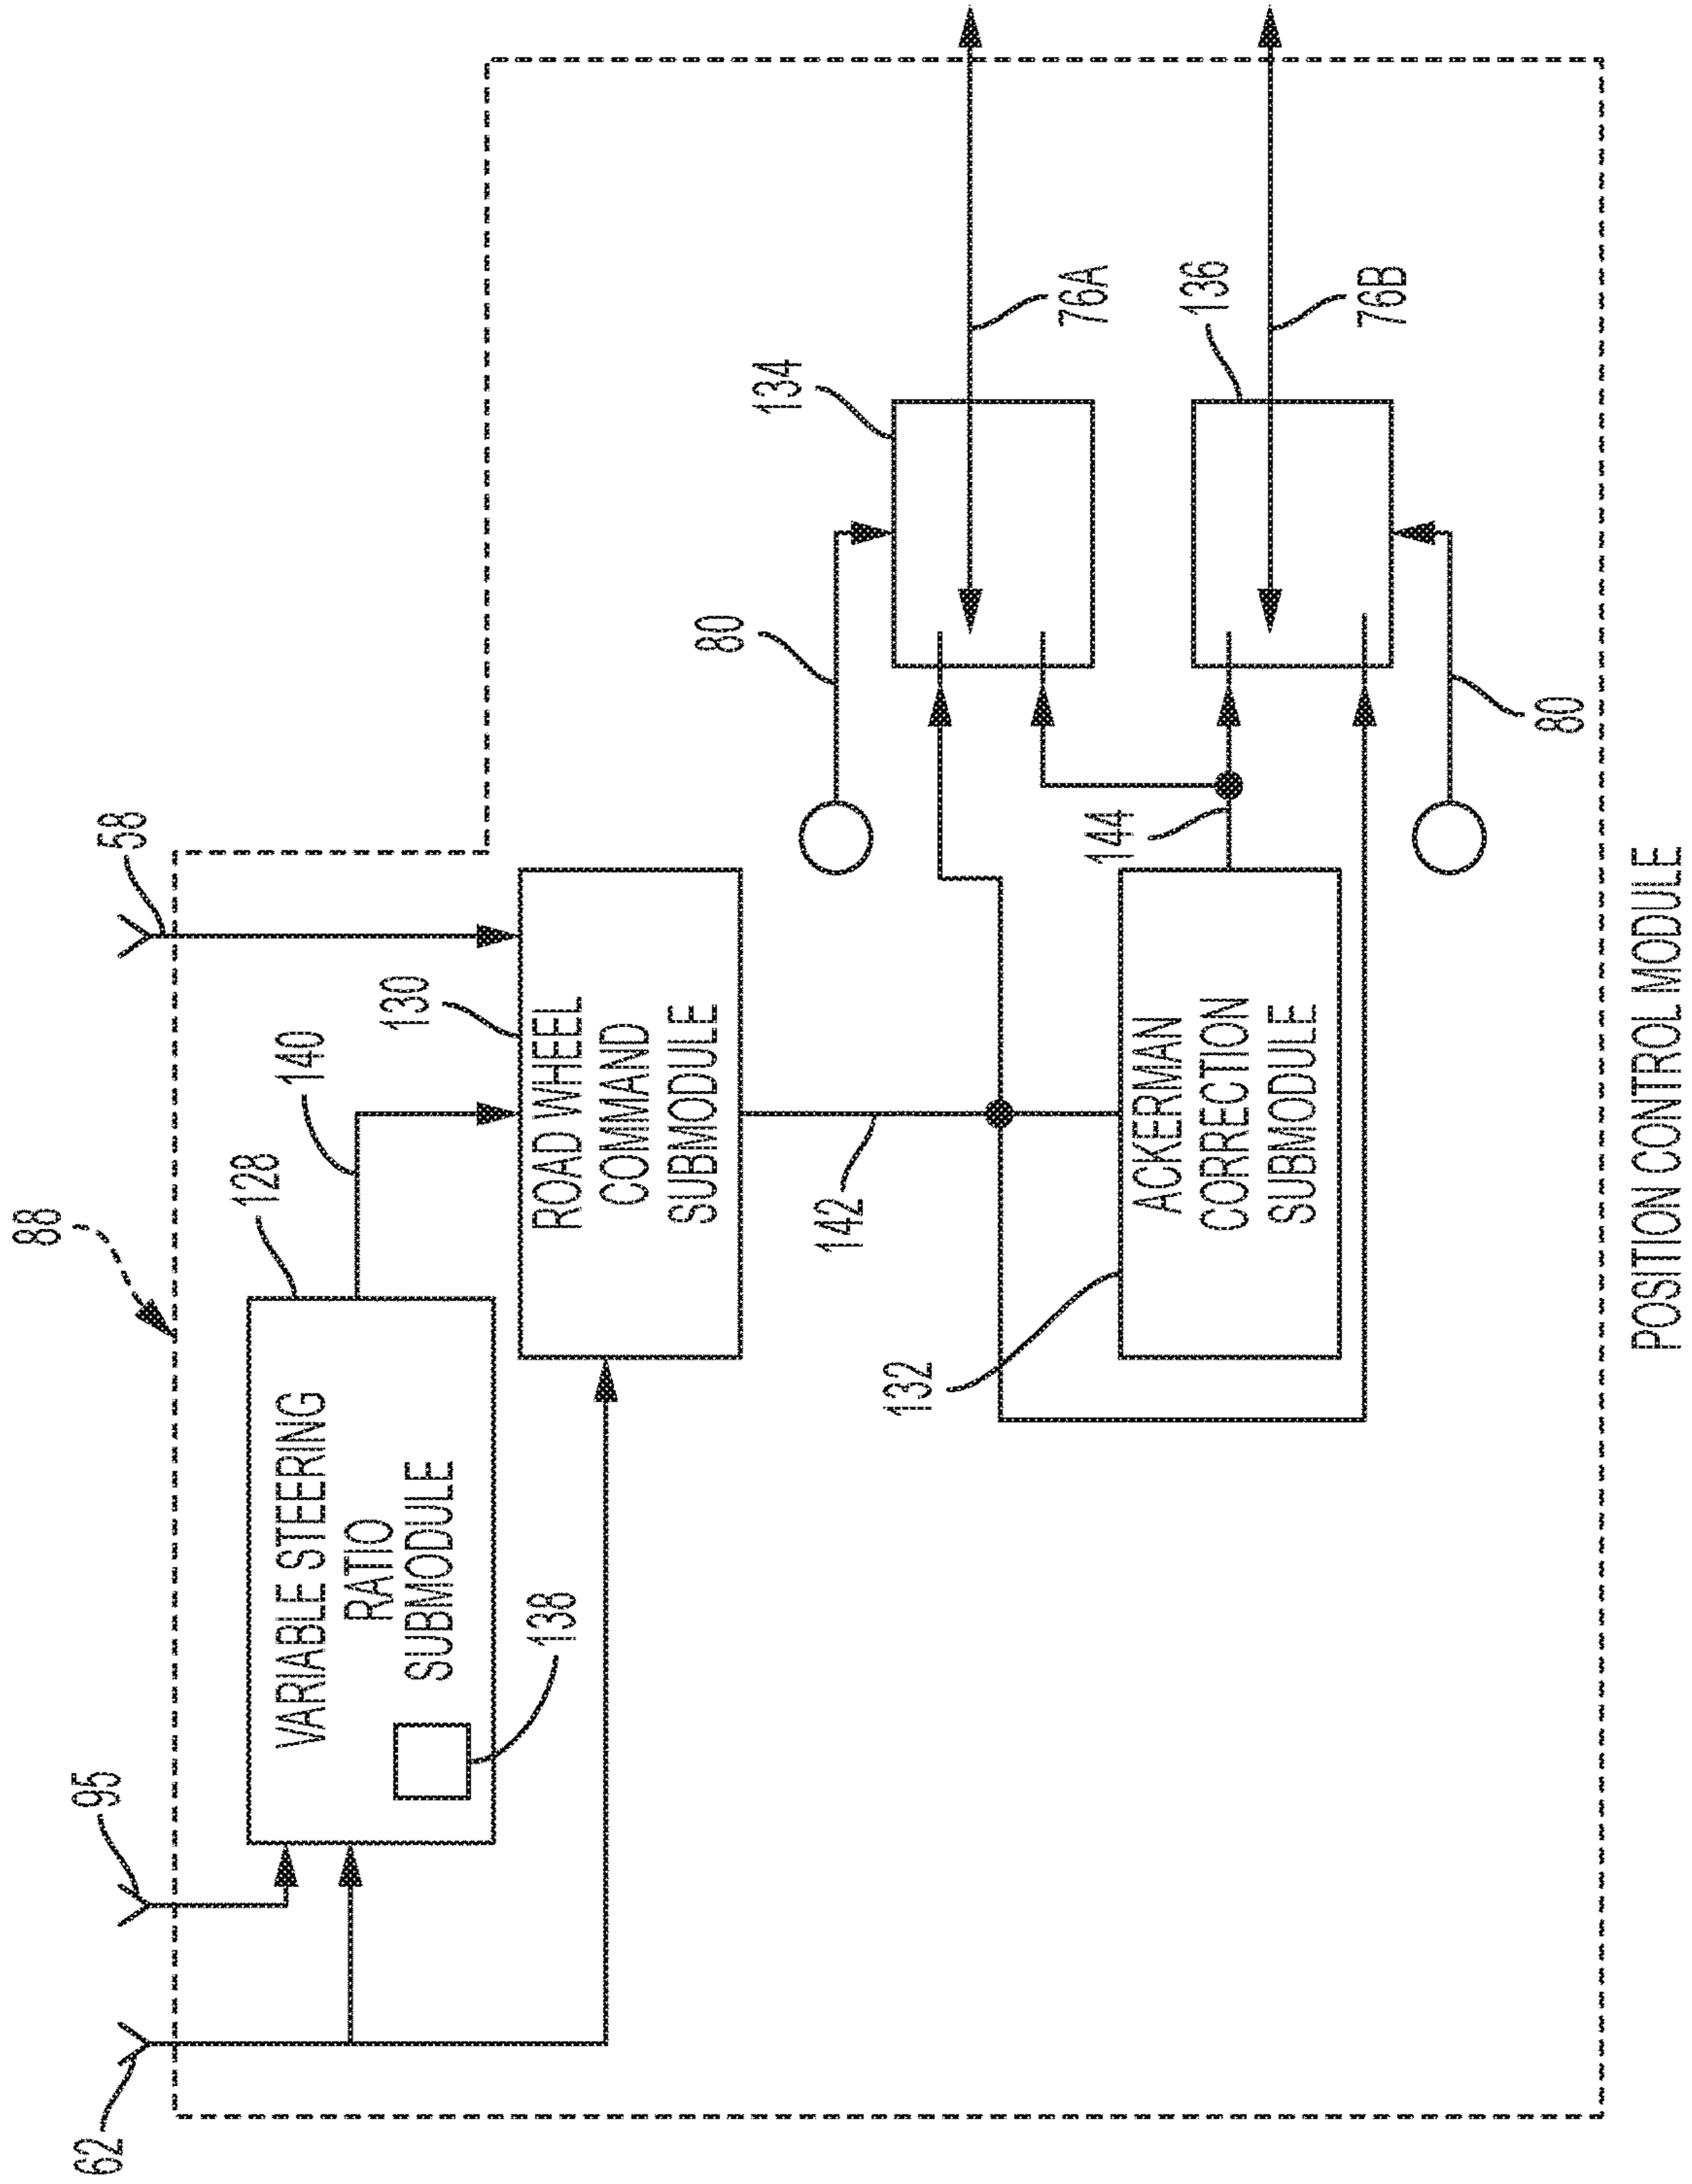 88
62
95
58
128
140
130
VARIABLE STEERING
RATIO
SUBMODULE
138
ROAD WHEEL
COMMAND
SUBMODULE
80
134
142
76A
132
144
136
ACKERMAN
CORRECTION
SUBMODULE
76B
80
POSITION CONTROL MODULE